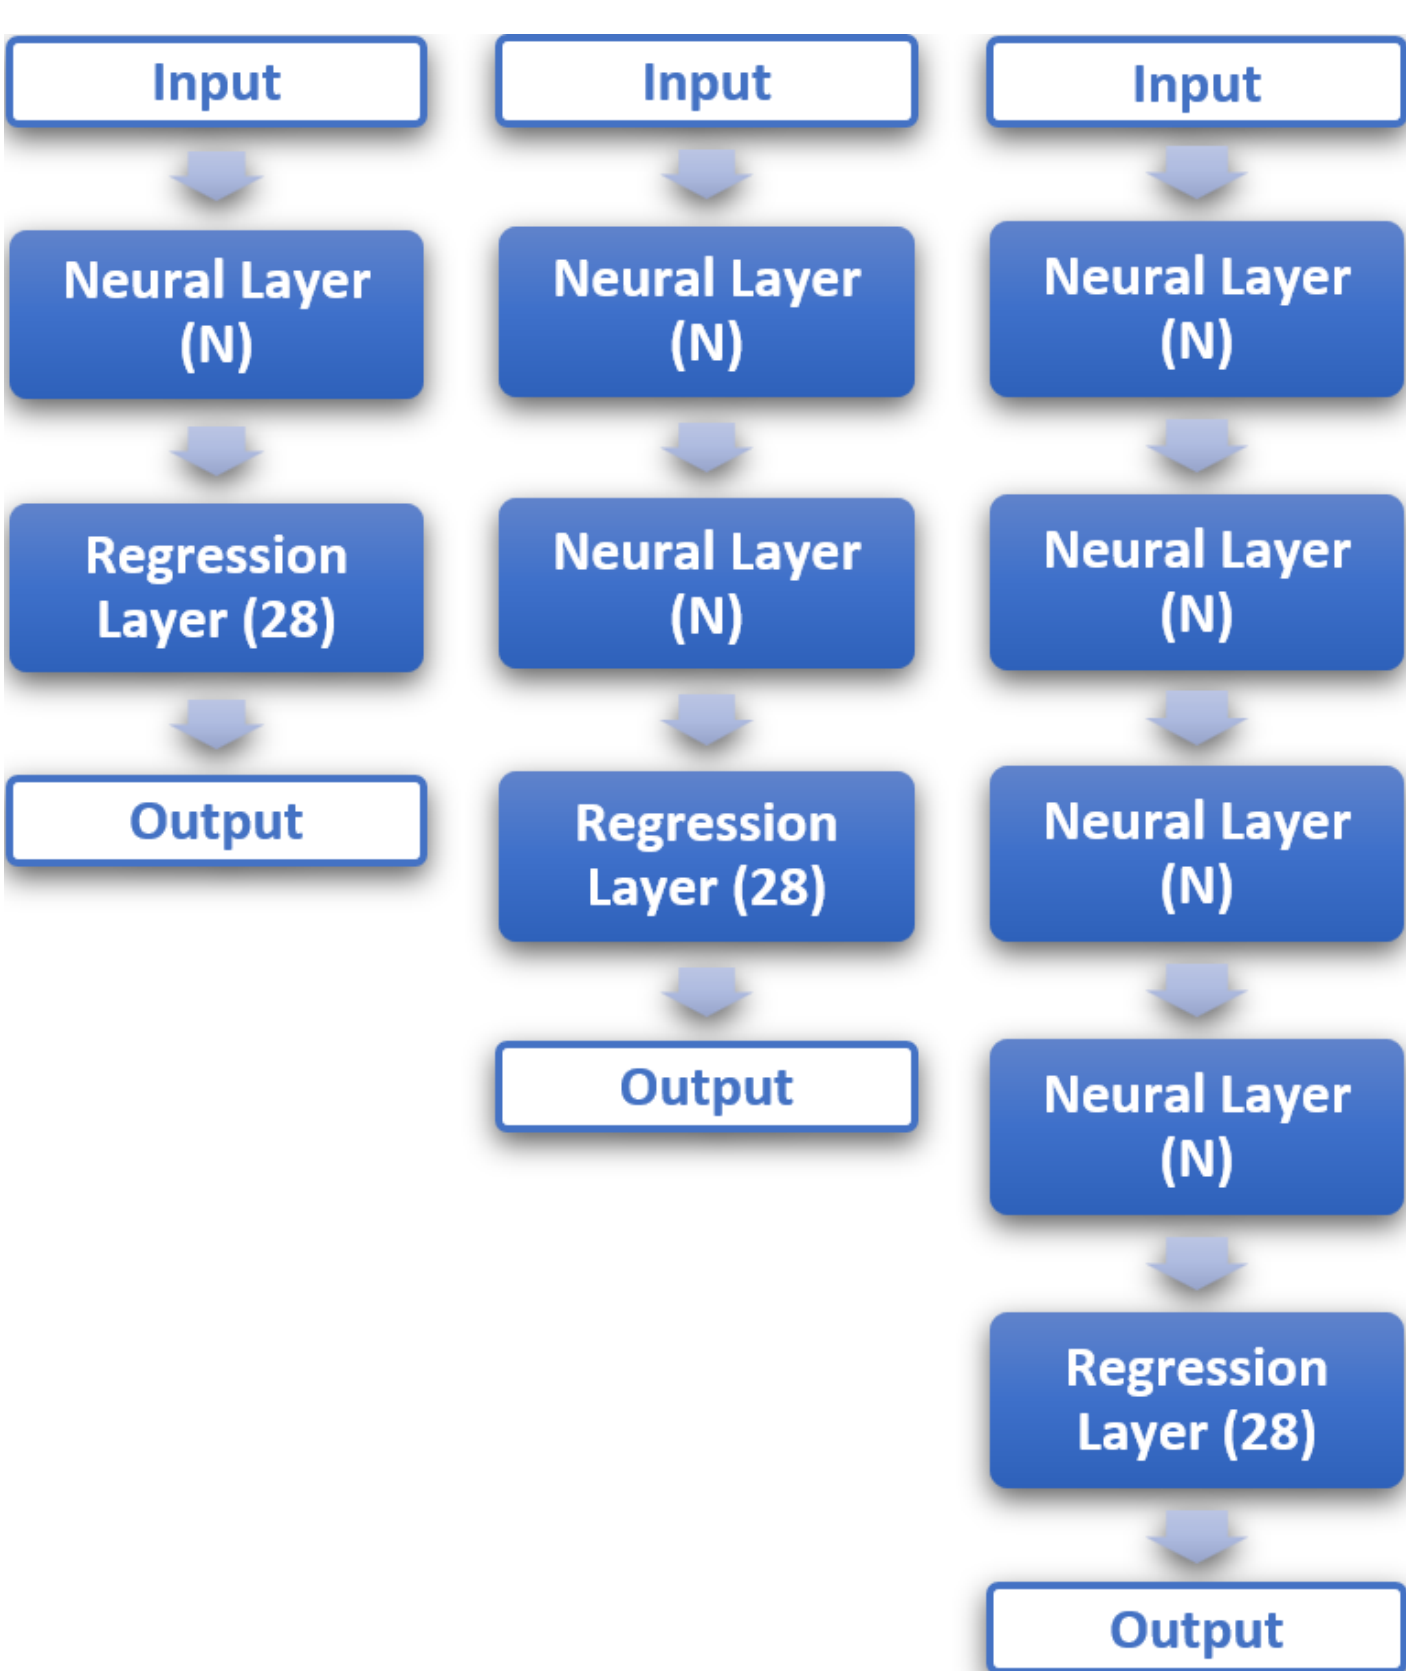 Input
Neural Layer
(N)
Regression
Layer (28)
Output
Input
Neural Layer
(N)
Neural Layer
(N)
Regression
Layer (28)
Output
Input
Neural Layer
(N)
Neural Layer
(N)
Neural Layer
(N)
Neural Layer
(N)
Regression
Layer (28)
Output